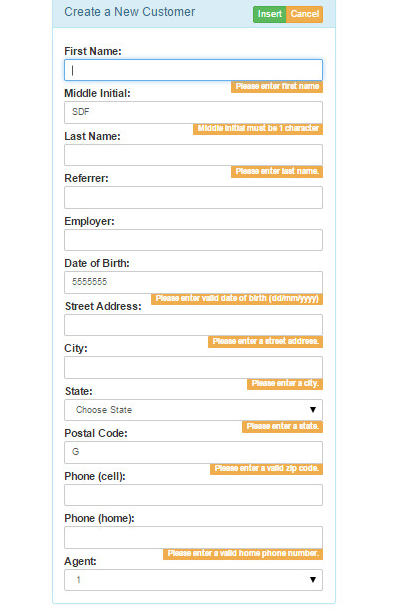 Create a New Customer Insert Cancel
First Name:
Please enter first name
Middle Initial:
SDF
Middle Initial must be 1 character
Last Name:
Please enter last name.
Referrer:
Employer:
Date of Birth:
5555555
Please enter valid date of birth (dd/mm/yyyy)
Street Address:
Please enter a street address.
City:
Please enter a city.
State:
Choose State
Please enter a state.
Postal Code:
G
Please enter a valid zip code.
Phone (cell):
Phone (home):
Please enter a valid home phone number.
Agent:
1